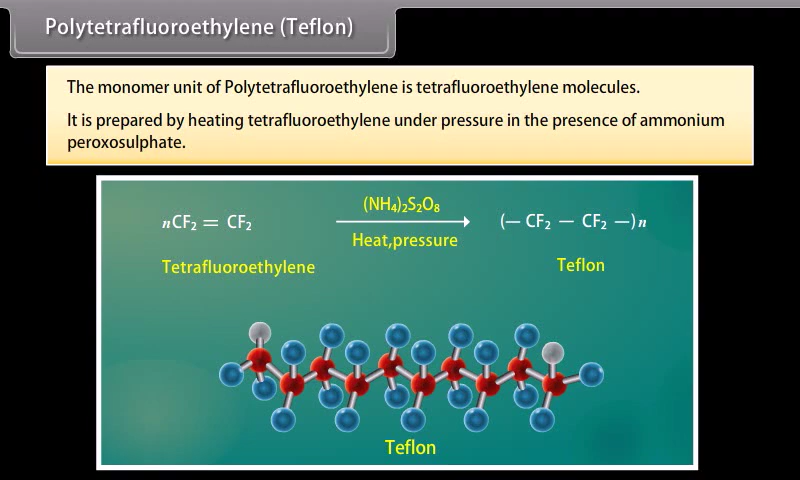 Polytetrafluoroethylene (Teflon)
The monomer unit of Polytetrafluoroethylene is tetrafluoroethylene molecules.
It is prepared by heating tetrafluoroethylene under pressure in the presence of ammonium
peroxosulphate.
nCF₂ = CF₂
(NH₄)₂S₂O₈
Heat,pressure
(— CF₂ — CF₂ —)n
Tetrafluoroethylene
Teflon
Teflon